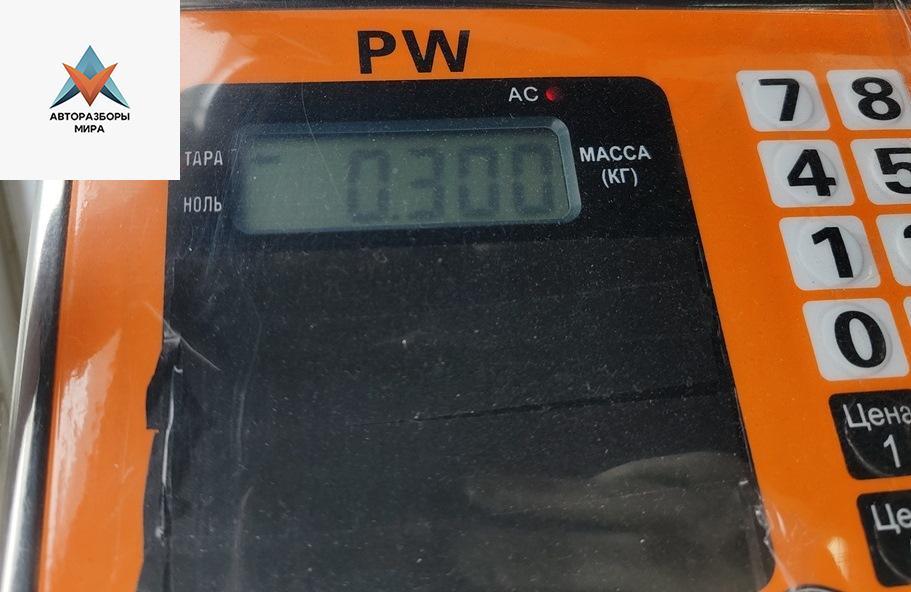 АВТОРАЗБОРЫ
МИРА
PW
AC
ТАРА
0.300
МАССА
(КГ)
НОЛЬ
7 8
4 5
1
0
Цена
1